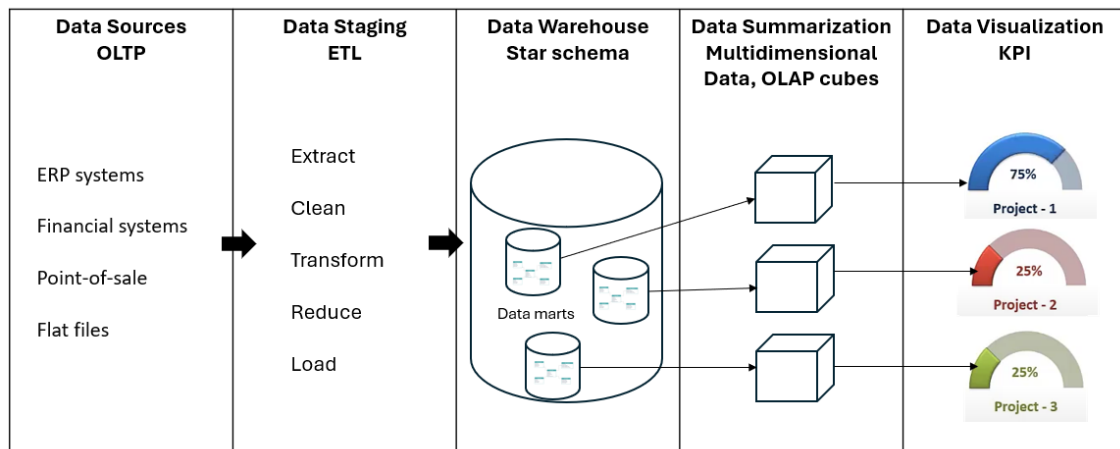 Data Sources
OLTP
Data Staging
ETL
Data Warehouse
Star schema
Data Summarization
Multidimensional
Data, OLAP cubes
Data Visualization
KPI
ERP systems
Financial systems
Point-of-sale
Flat files
Extract
Clean
Transform
Reduce
Load
Data marts
75%
Project - 1
25%
Project - 2
25%
Project - 3